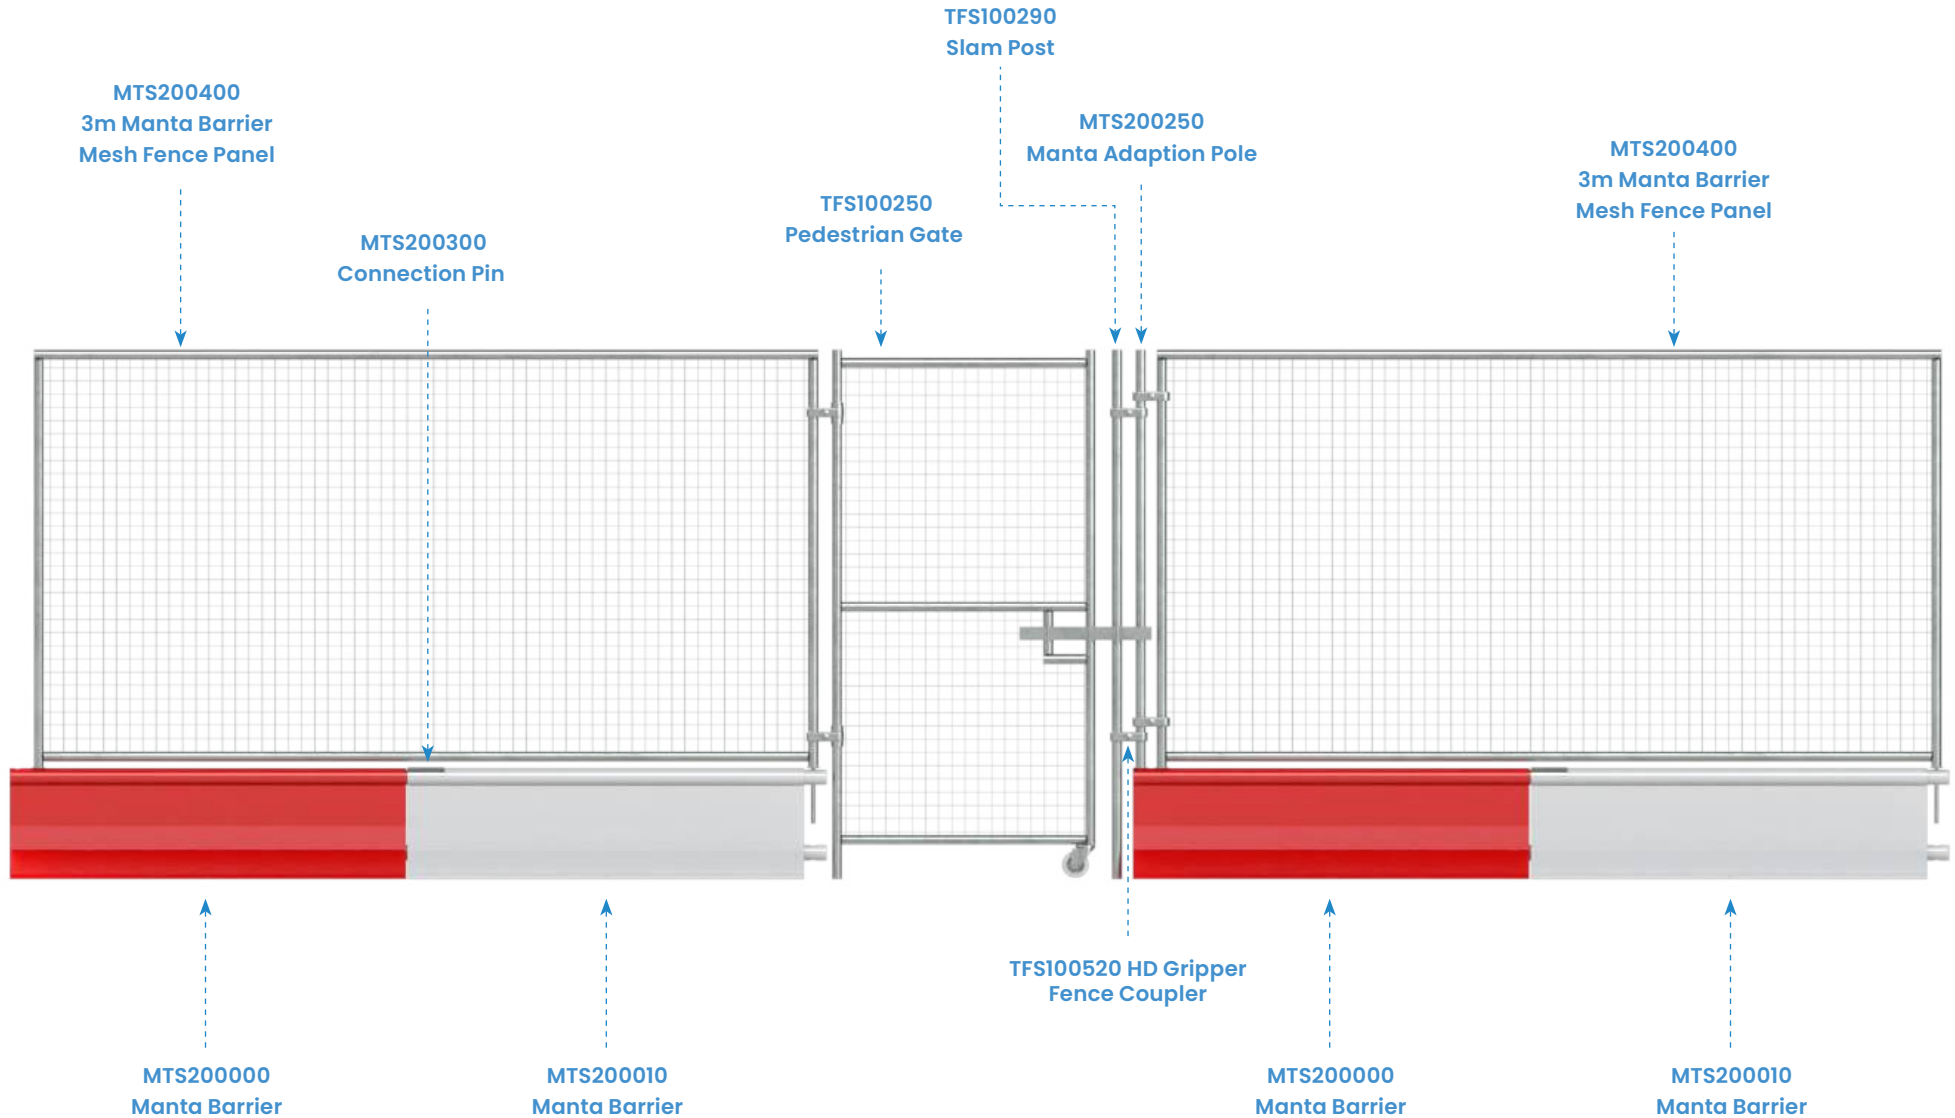 TFS100290
Slam Post
MTS200400
3m Manta Barrier
Mesh Fence Panel
MTS200250
Manta Adaption Pole
MTS200400
3m Manta Barrier
Mesh Fence Panel
TFS100250
Pedestrian Gate
MTS200300
Connection Pin
TFS100520 HD Gripper
Fence Coupler
MTS200000
Manta Barrier
MTS200010
Manta Barrier
MTS200000
Manta Barrier
MTS200010
Manta Barrier